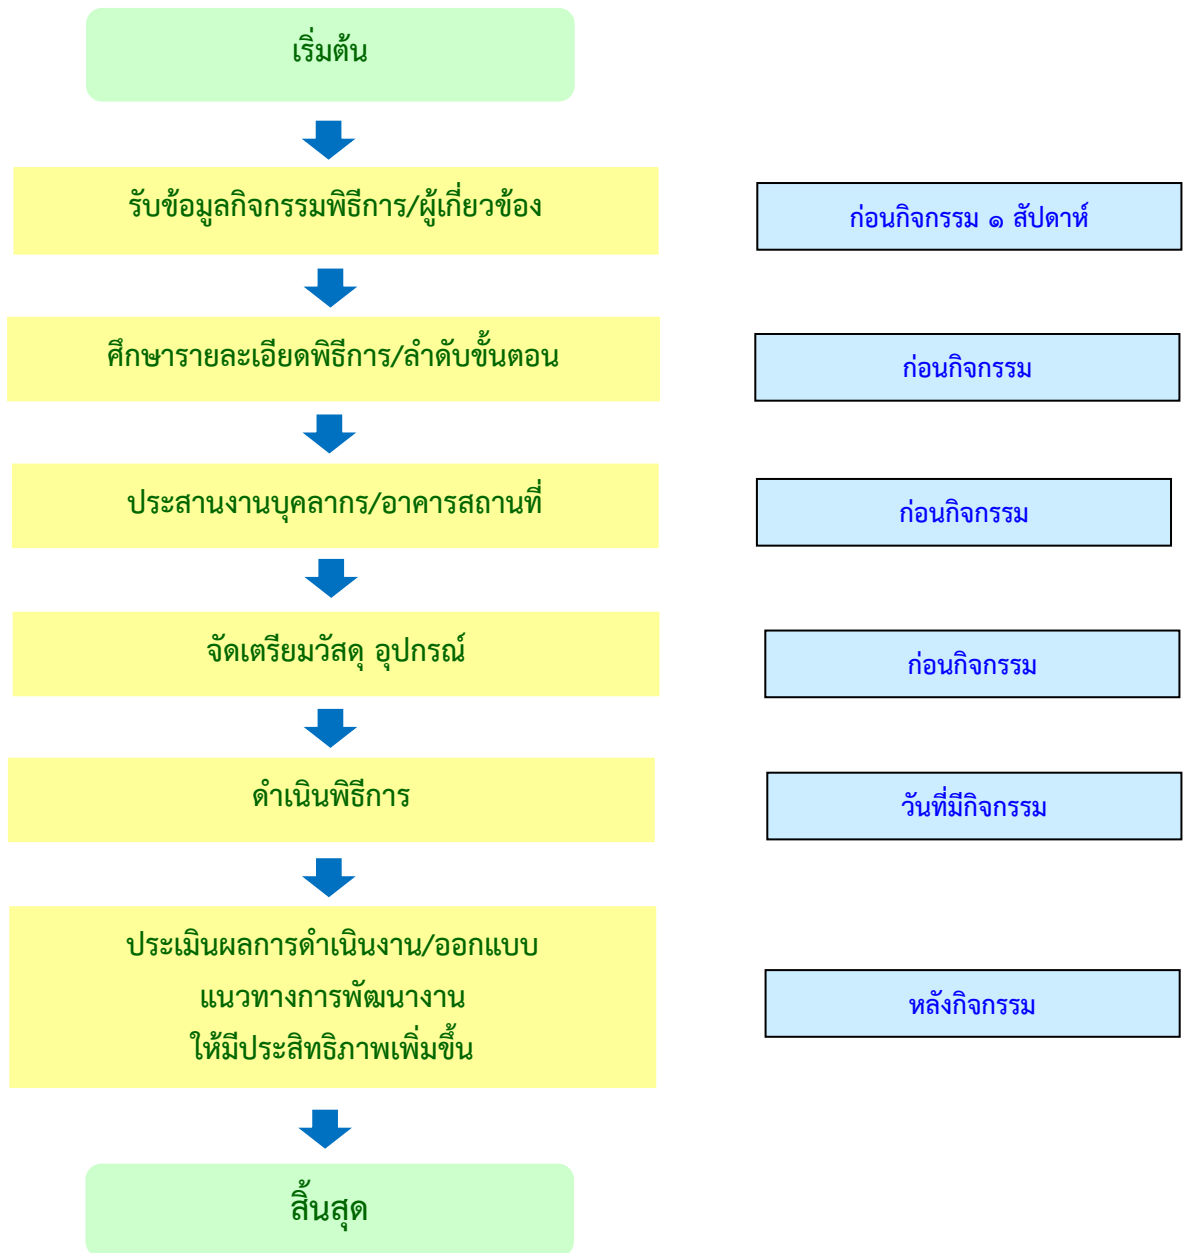 เริ่มต้น
รับข้อมูลกิจกรรมพิธีการ/ผู้เกี่ยวข้อง
ก่อนกิจกรรม ๑ สัปดาห์
ศึกษารายละเอียดพิธีการ/ลำดับขั้นตอน
ก่อนกิจกรรม
ประสานงานบุคลากร/อาคารสถานที่
ก่อนกิจกรรม
จัดเตรียมวัสดุ อุปกรณ์
ก่อนกิจกรรม
ดำเนินพิธีการ
วันที่มีกิจกรรม
ประเมินผลการดำเนินงาน/ออกแบบ
แนวทางการพัฒนางาน
ให้มีประสิทธิภาพเพิ่มขึ้น
หลังกิจกรรม
สิ้นสุด